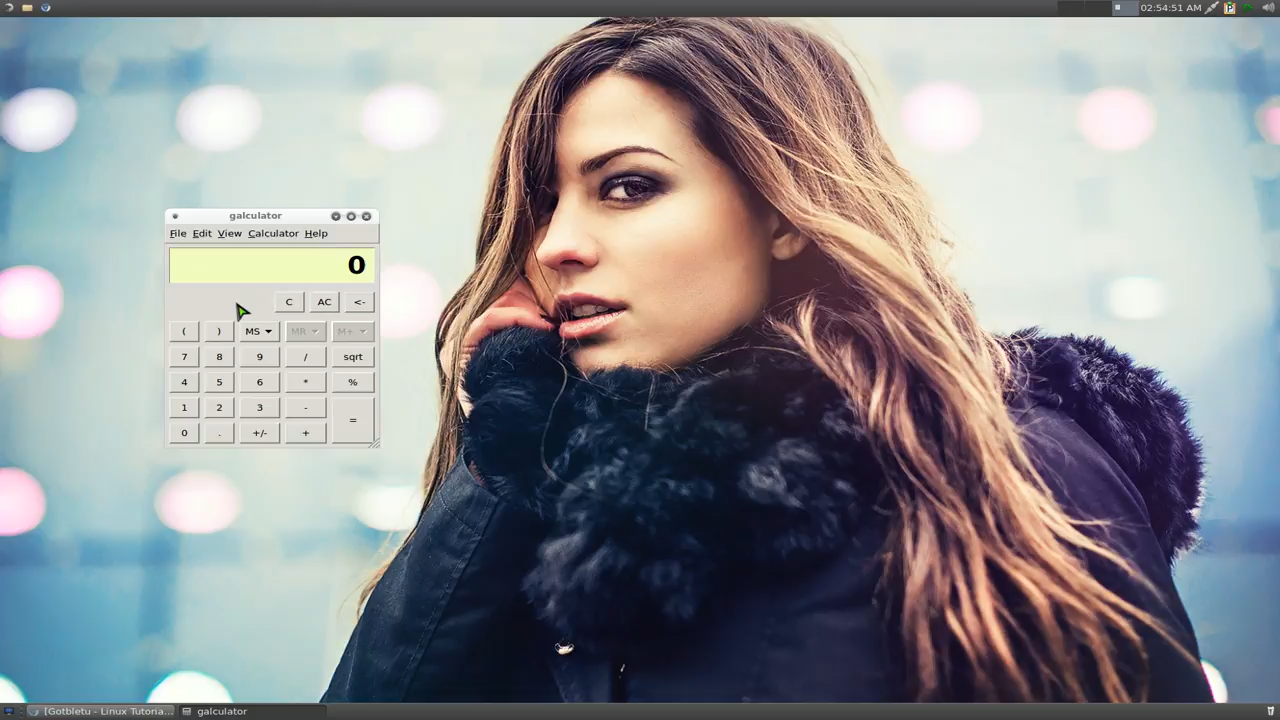 02:54:51 AM
galculator
File Edit View Calculator Help
0
C AC <-
( ) MS MR M+
7 8 9 / sqrt
4 5 6 * %
1 2 3 - =
0 . +/- +
[Gotbletu - Linux Tutoria... galculator